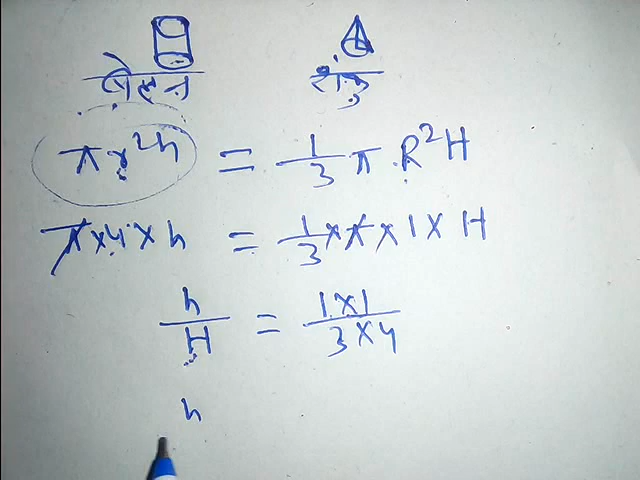 बेलन शंकु
πr²h = 1/3 π R²H
π×4×h = 1/3 × π × 1 × H
h/H = 1×1/3×4
h